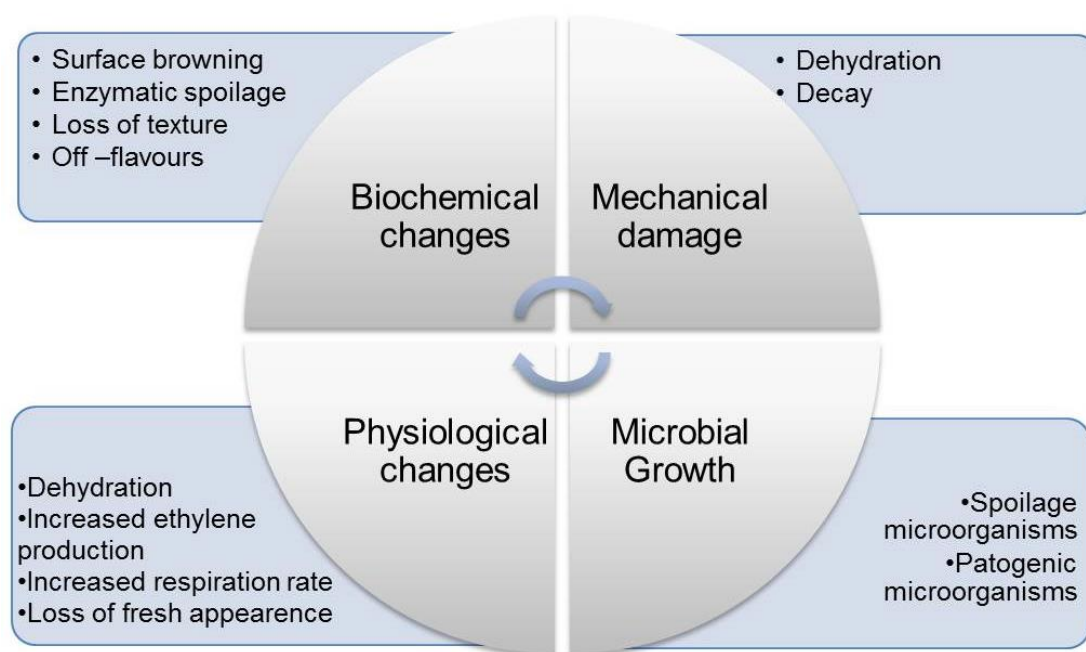 • Surface browning
• Enzymatic spoilage
• Loss of texture
• Off –flavours
Biochemical
changes
• Dehydration
• Decay
Mechanical
damage
Physiological
changes
•Dehydration
•Increased ethylene
production
•Increased respiration rate
•Loss of fresh appearence
Microbial
Growth
•Spoilage
microorganisms
•Patogenic
microorganisms